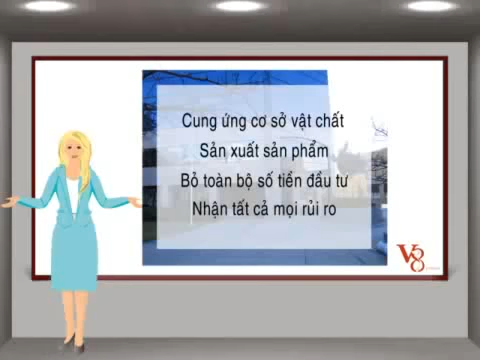 Cung ứng cơ sở vật chất
Sản xuất sản phẩm
Bỏ toàn bộ số tiền đầu tư
Nhận tất cả mọi rủi ro
V8